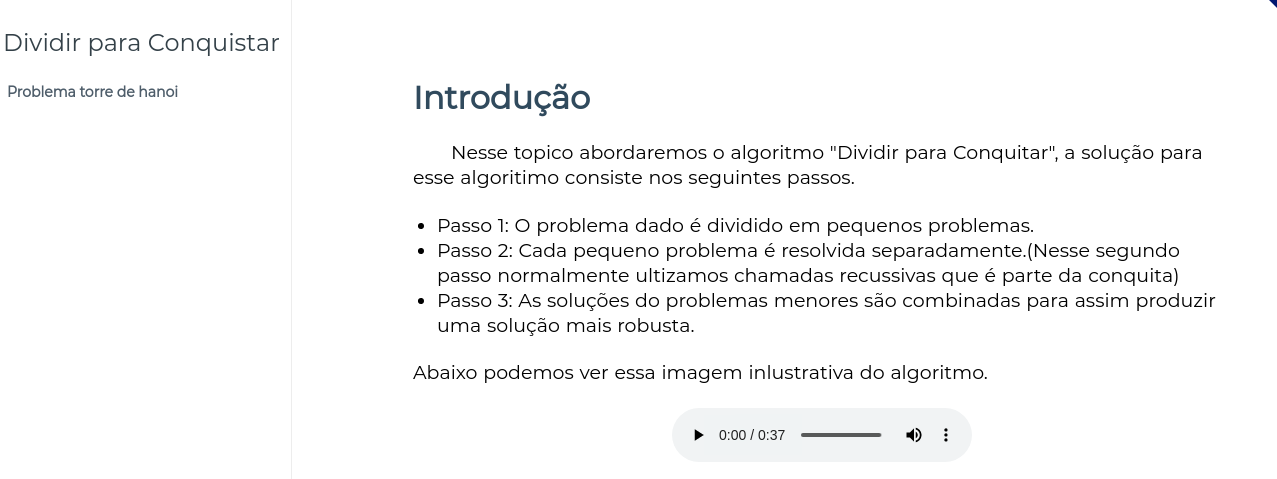 Dividir para Conquistar
Problema torre de hanoi
Introdução
Nesse topico abordaremos o algoritmo "Dividir para Conquitar", a solução para
esse algoritimo consiste nos seguintes passos.
Passo 1: O problema dado é dividido em pequenos problemas.
Passo 2: Cada pequeno problema é resolvida separadamente.(Nesse segundo
passo normalmente ultizamos chamadas recussivas que é parte da conquita)
Passo 3: As soluções do problemas menores são combinadas para assim produzir
uma solução mais robusta.
Abaixo podemos ver essa imagem inlustrativa do algoritmo.
0:00 / 0:37